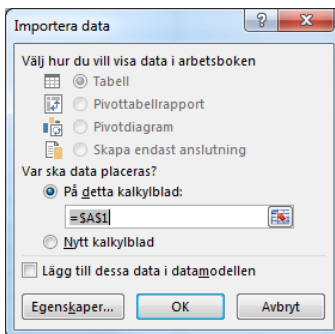 Importera data
Välj hur du vill visa data i arbetsboken
Tabell
Pivottabellrapport
Pivotdiagram
Skapa endast anslutning
Var ska data placeras?
På detta kalkylblad:
=$A$1
Nytt kalkylblad
Lägg till dessa data i datamodellen
Egenskaper...
OK
Avbryt